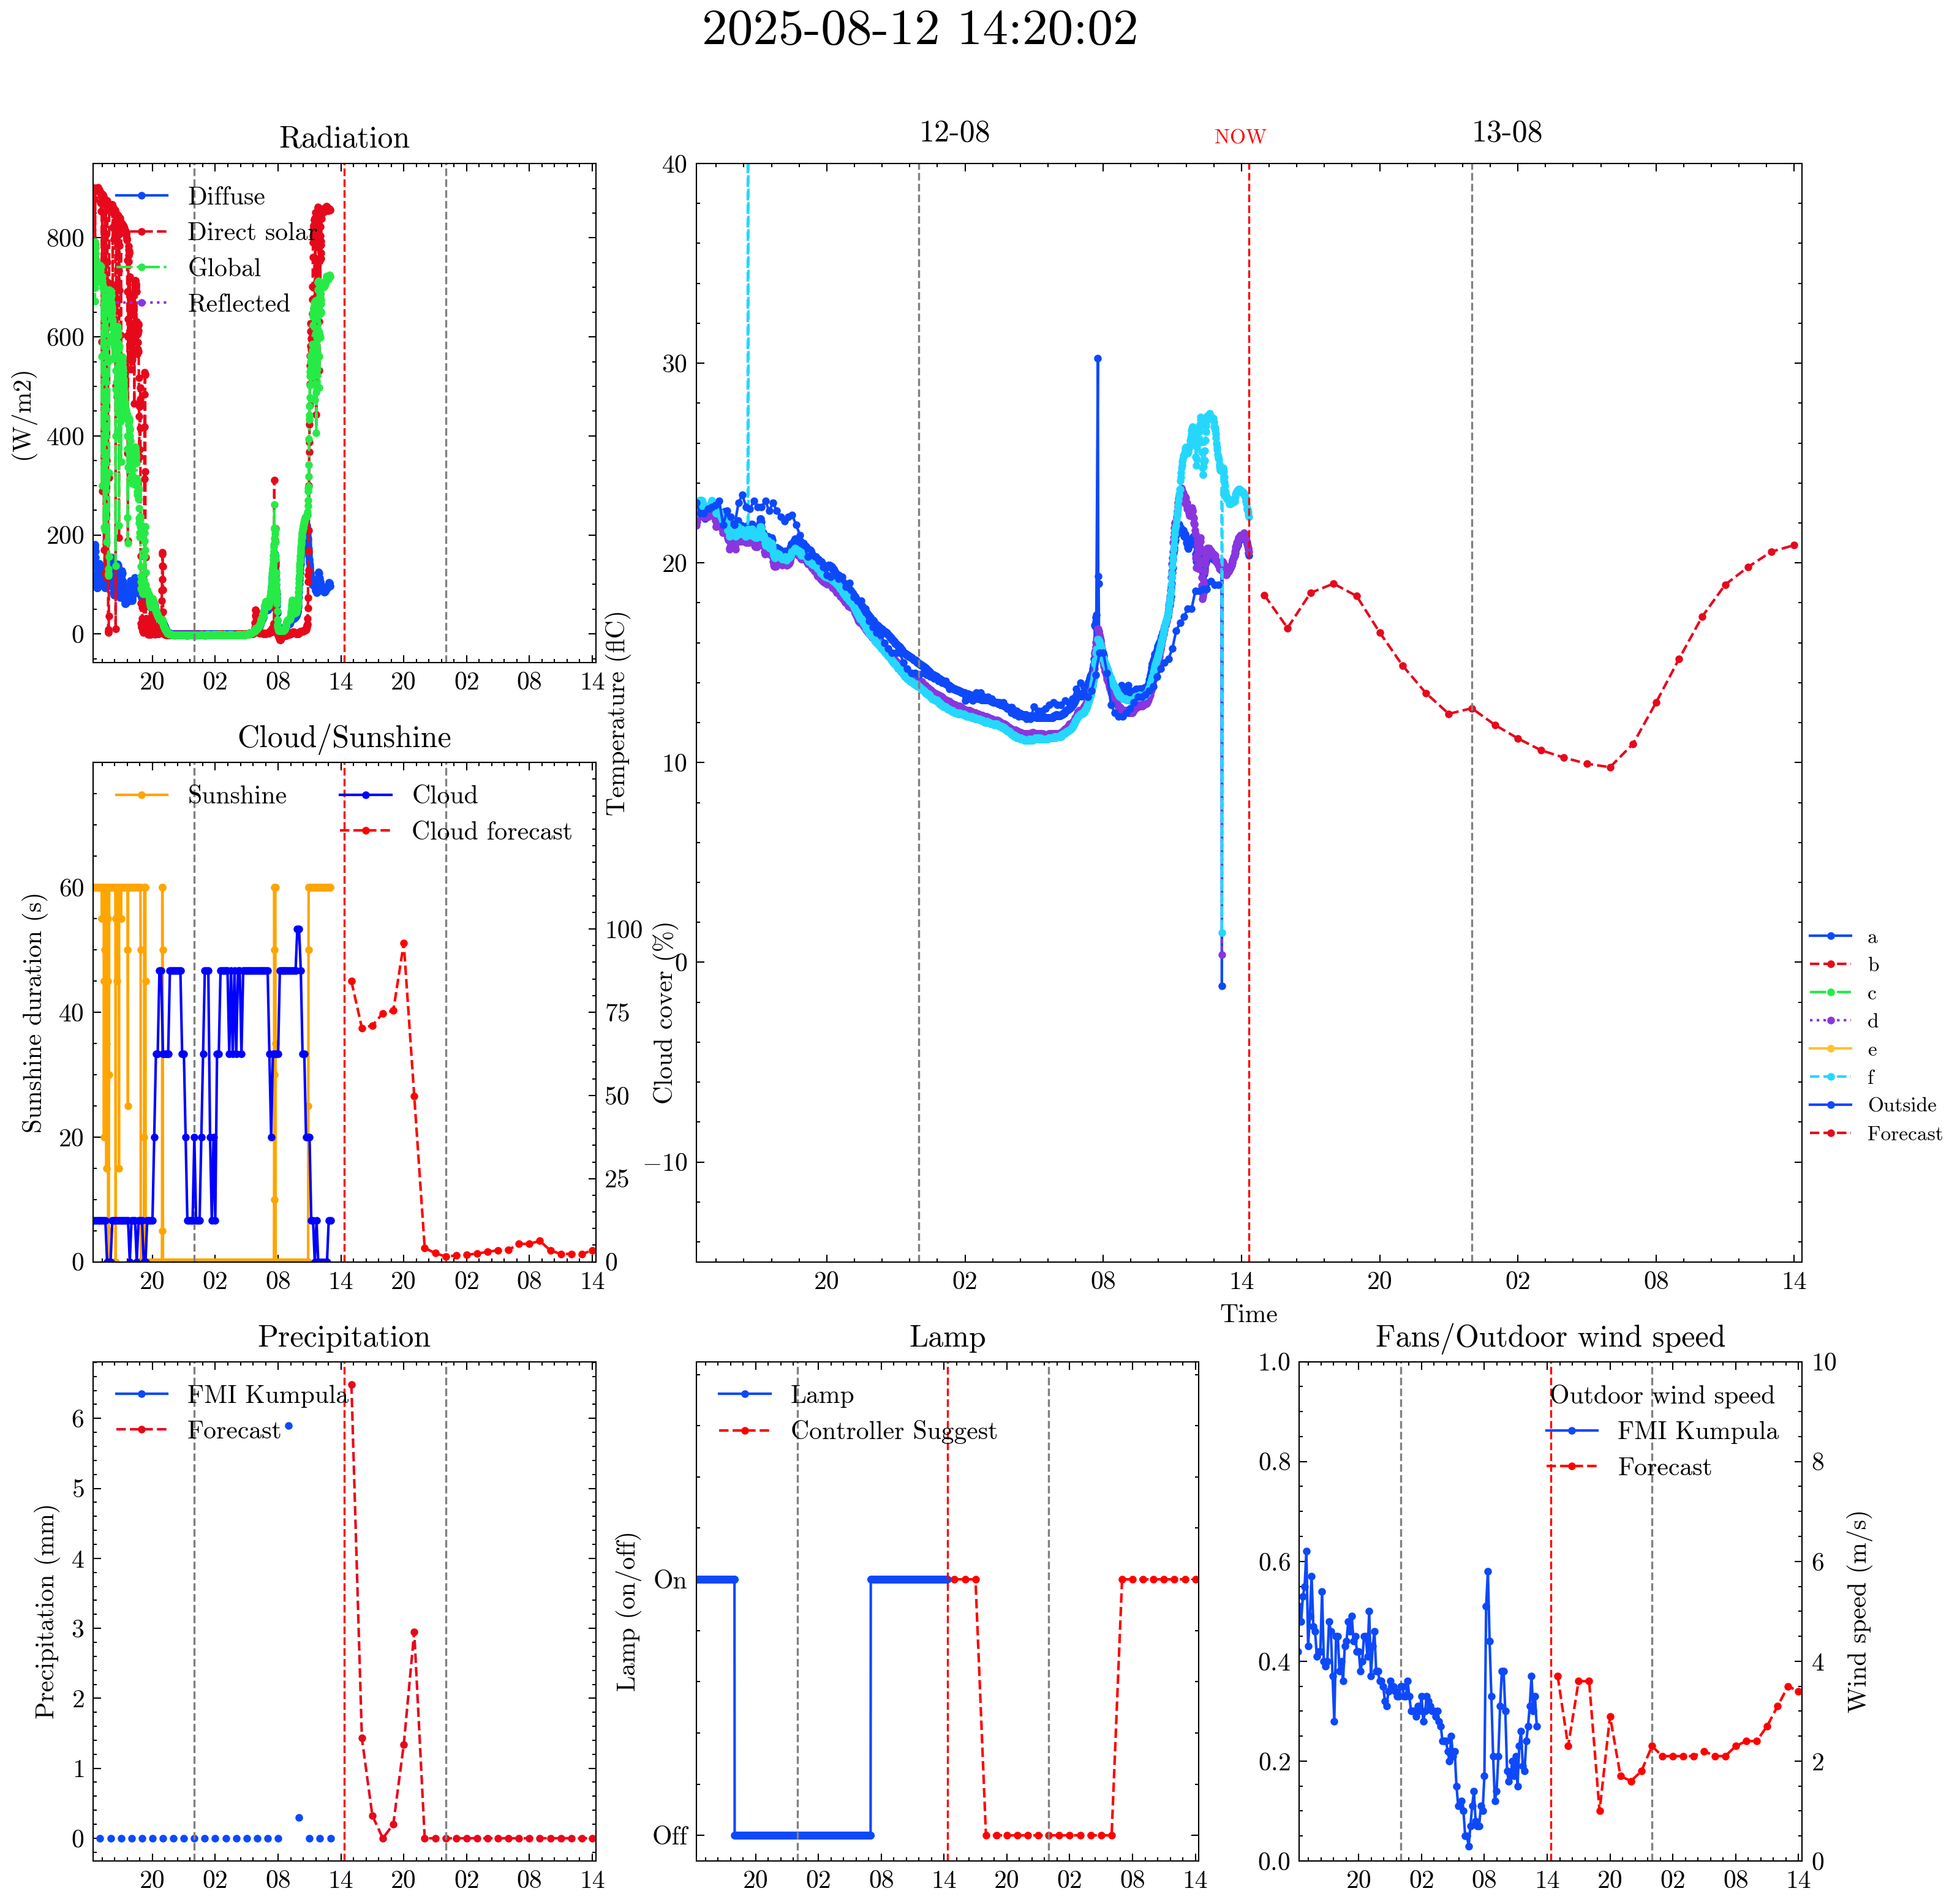 2025-08-12 14:20:02
Radiation
(W/m2)
800
600
400
200
0
Diffuse
Direct solar
Global
Reflected
20 02 08 14 20 02 08 14
Cloud/Sunshine
Sunshine duration (s)
60
40
20
0
Sunshine
Cloud
Cloud forecast
100
75
50
25
0
Cloud cover (%)
20 02 08 14 20 02 08 14
12-08
NOW
13-08
Temperature (flC)
40
30
20
10
0
−10
20 02 08 14 20 02 08 14
Time
a
b
c
d
e
f
Outside
Forecast
Precipitation
Precipitation (mm)
6
5
4
3
2
1
0
FMI Kumpula
Forecast
20 02 08 14 20 02 08 14
Lamp
Lamp (on/off)
On
Off
Lamp
Controller Suggest
20 02 08 14 20 02 08 14
Fans/Outdoor wind speed
1.0
0.8
0.6
0.4
0.2
0.0
Outdoor wind speed
FMI Kumpula
Forecast
10
8
6
4
2
0
Wind speed (m/s)
20 02 08 14 20 02 08 14